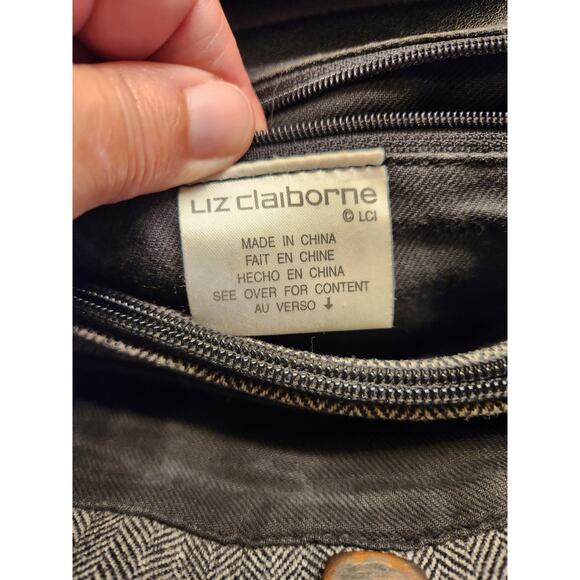 LIZ claiborne
© LCI
MADE IN CHINA
FAIT EN CHINE
HECHO EN CHINA
SEE OVER FOR CONTENT
AU VERSO ↓